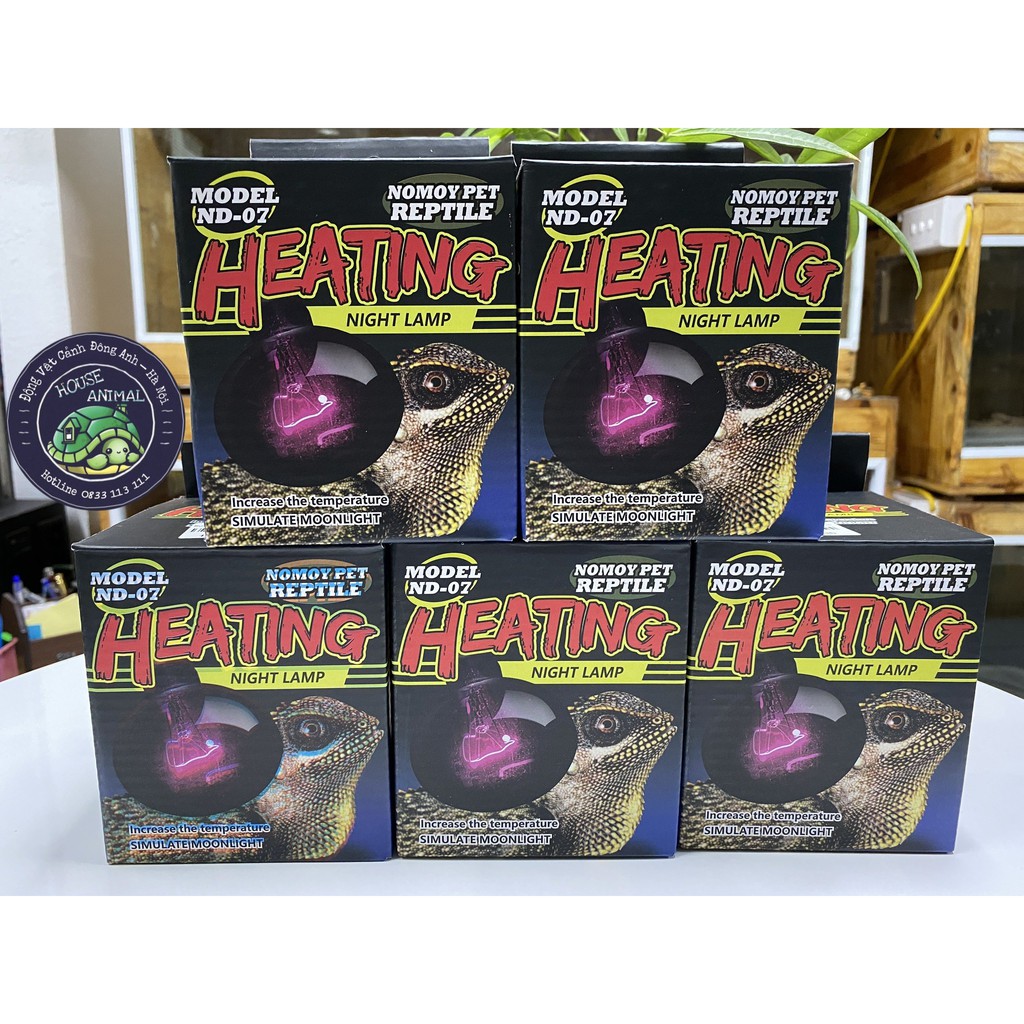 MODEL
ND-07
NOMOY PET
REPTILE
HEATING
NIGHT LAMP
Increase the temperature
SIMULATE MOONLIGHT
MODEL
ND-07
NOMOY PET
REPTILE
HEATING
NIGHT LAMP
Increase the temperature
SIMULATE MOONLIGHT
Động Vật Cảnh Đông Anh – Hà Nội
HOUSE
ANIMAL
Hotline 0833 113 111
HEATING
HEATING
MODEL
ND-07
NOMOY PET
REPTILE
HEATING
NIGHT LAMP
Increase the temperature
SIMULATE MOONLIGHT
MODEL
ND-07
NOMOY PET
REPTILE
HEATING
NIGHT LAMP
Increase the temperature
SIMULATE MOONLIGHT
MODEL
ND-07
NOMOY PET
REPTILE
HEATING
NIGHT LAMP
Increase the temperature
SIMULATE MOONLIGHT